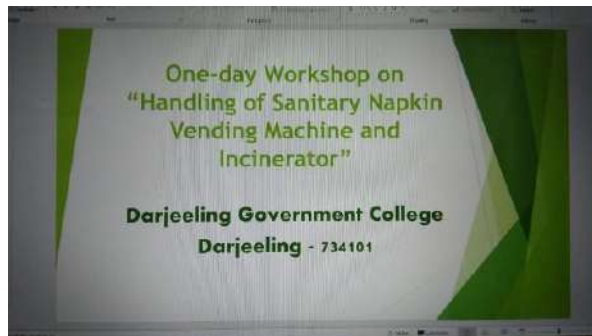 One-day Workshop on
“Handling of Sanitary Napkin
Vending Machine and
Incinerator”
Darjeeling Government College
Darjeeling - 734101